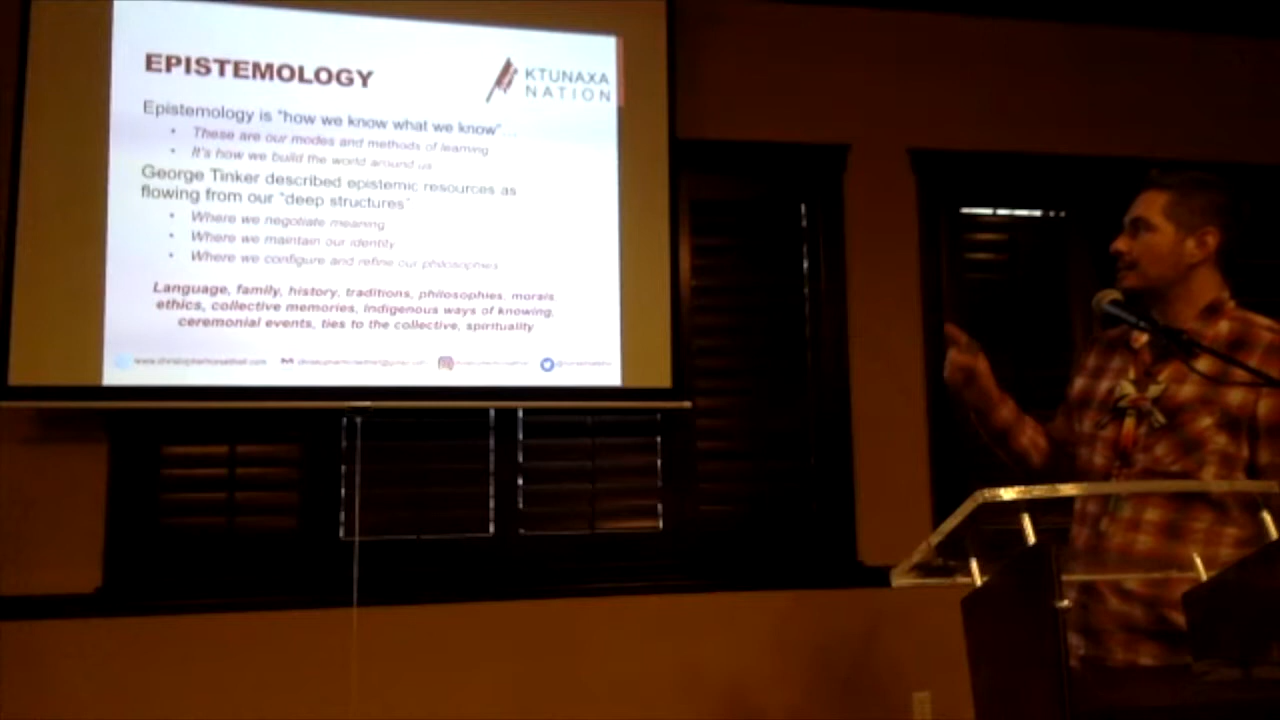 EPISTEMOLOGY
KTUNAXA
NATION
Epistemology is "how we know what we know"...
• These are our modes and methods of learning
• It's how we build the world around us
George Tinker described epistemic resources as
flowing from our "deep structures"
• Where we negotiate meaning
• Where we maintain our identity
• Where we configure and refine our philosophies
Language, family, history, traditions, philosophies, morals
ethics, collective memories, Indigenous ways of knowing,
ceremonial events, ties to the collective, spirituality